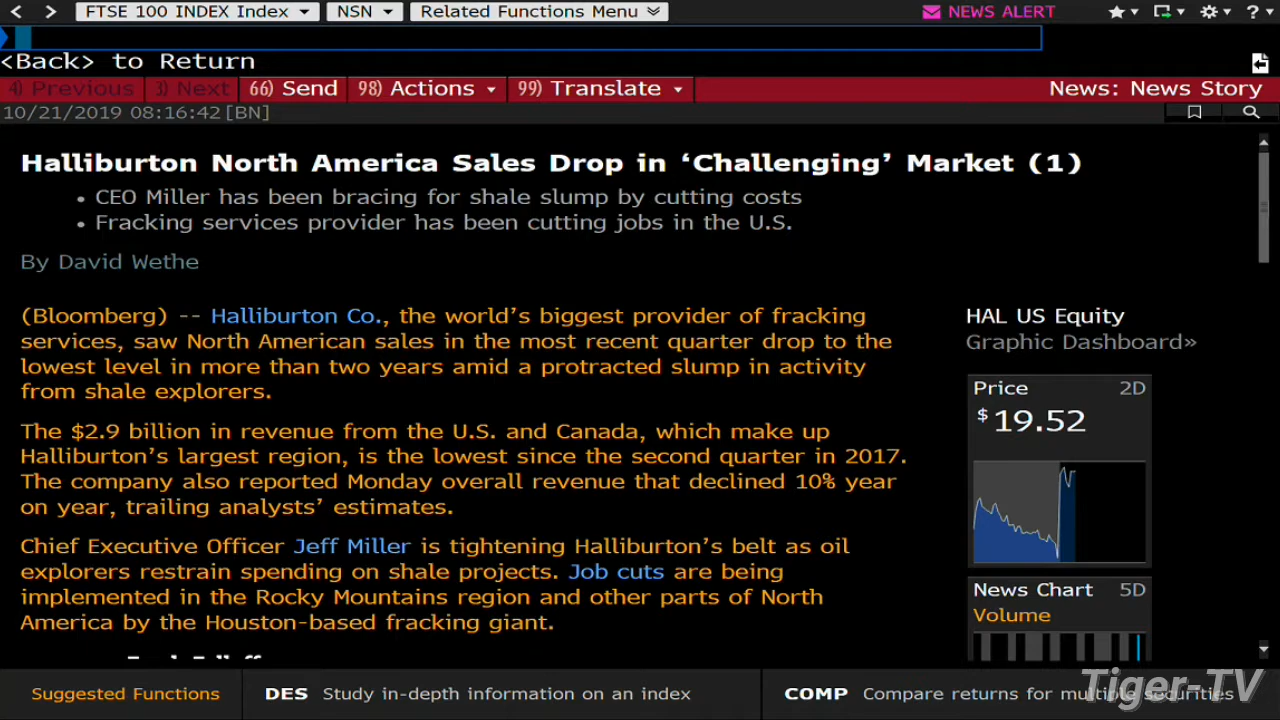 FTSE 100 INDEX Index
NSN
Related Functions Menu
NEWS ALERT
<Back> to Return
4) Previous
3) Next
66) Send
98) Actions
99) Translate
News: News Story
10/21/2019 08:16:42 [BN]
Halliburton North America Sales Drop in ‘Challenging’ Market (1)
• CEO Miller has been bracing for shale slump by cutting costs
• Fracking services provider has been cutting jobs in the U.S.
By David Wethe
(Bloomberg) -- Halliburton Co., the world’s biggest provider of fracking
services, saw North American sales in the most recent quarter drop to the
lowest level in more than two years amid a protracted slump in activity
from shale explorers.
The $2.9 billion in revenue from the U.S. and Canada, which make up
Halliburton’s largest region, is the lowest since the second quarter in 2017.
The company also reported Monday overall revenue that declined 10% year
on year, trailing analysts’ estimates.
Chief Executive Officer Jeff Miller is tightening Halliburton’s belt as oil
explorers restrain spending on shale projects. Job cuts are being
implemented in the Rocky Mountains region and other parts of North
America by the Houston-based fracking giant.
HAL US Equity
Graphic Dashboard»
Price 2D
$19.52
News Chart 5D
Volume
Suggested Functions
DES Study in-depth information on an index
COMP Compare returns for multiple securities
Tiger-TV